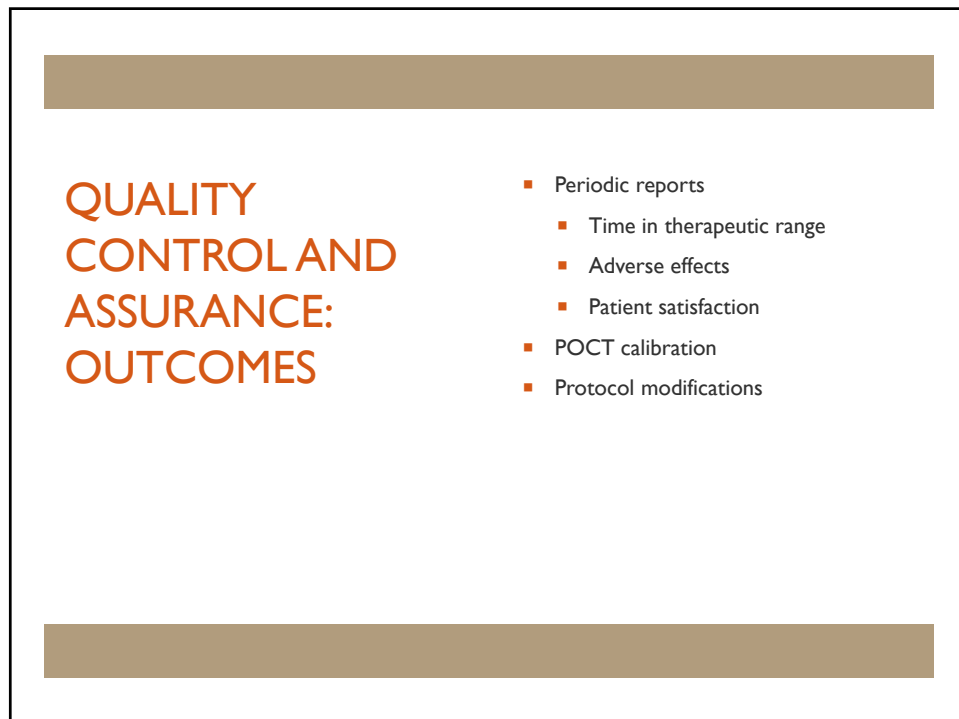 QUALITY
CONTROL AND
ASSURANCE:
OUTCOMES
▪ Periodic reports
▪ Time in therapeutic range
▪ Adverse effects
▪ Patient satisfaction
▪ POCT calibration
▪ Protocol modifications